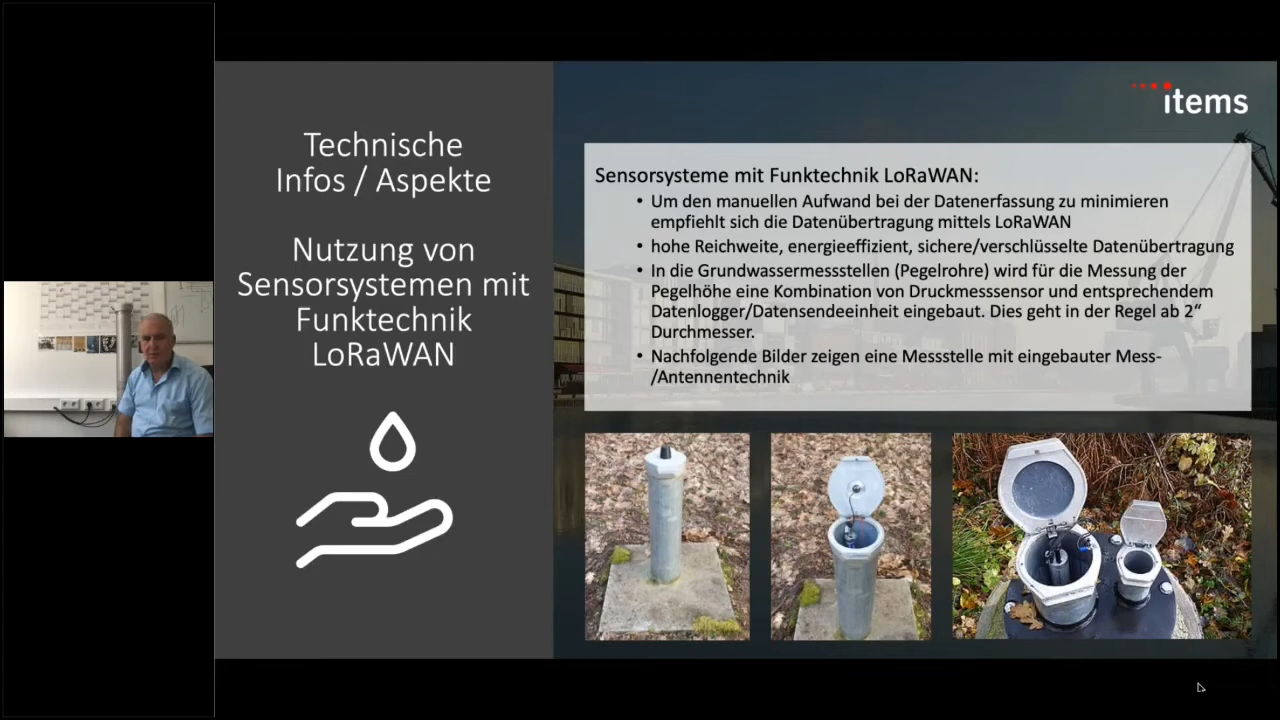 Technische
Infos / Aspekte
Nutzung von
Sensorsystemen mit
Funktechnik
LoRaWAN
items
Sensorsysteme mit Funktechnik LoRaWAN:
• Um den manuellen Aufwand bei der Datenerfassung zu minimieren
empfiehlt sich die Datenübertragung mittels LoRaWAN
• hohe Reichweite, energieeffizient, sichere/verschlüsselte Datenübertragung
• In die Grundwassermessstellen (Pegelrohre) wird für die Messung der
Pegelhöhe eine Kombination von Druckmesssensor und entsprechendem
Datenlogger/Datensendeeinheit eingebaut. Dies geht in der Regel ab 2“
Durchmesser.
• Nachfolgende Bilder zeigen eine Messstelle mit eingebauter Mess-
/Antennentechnik